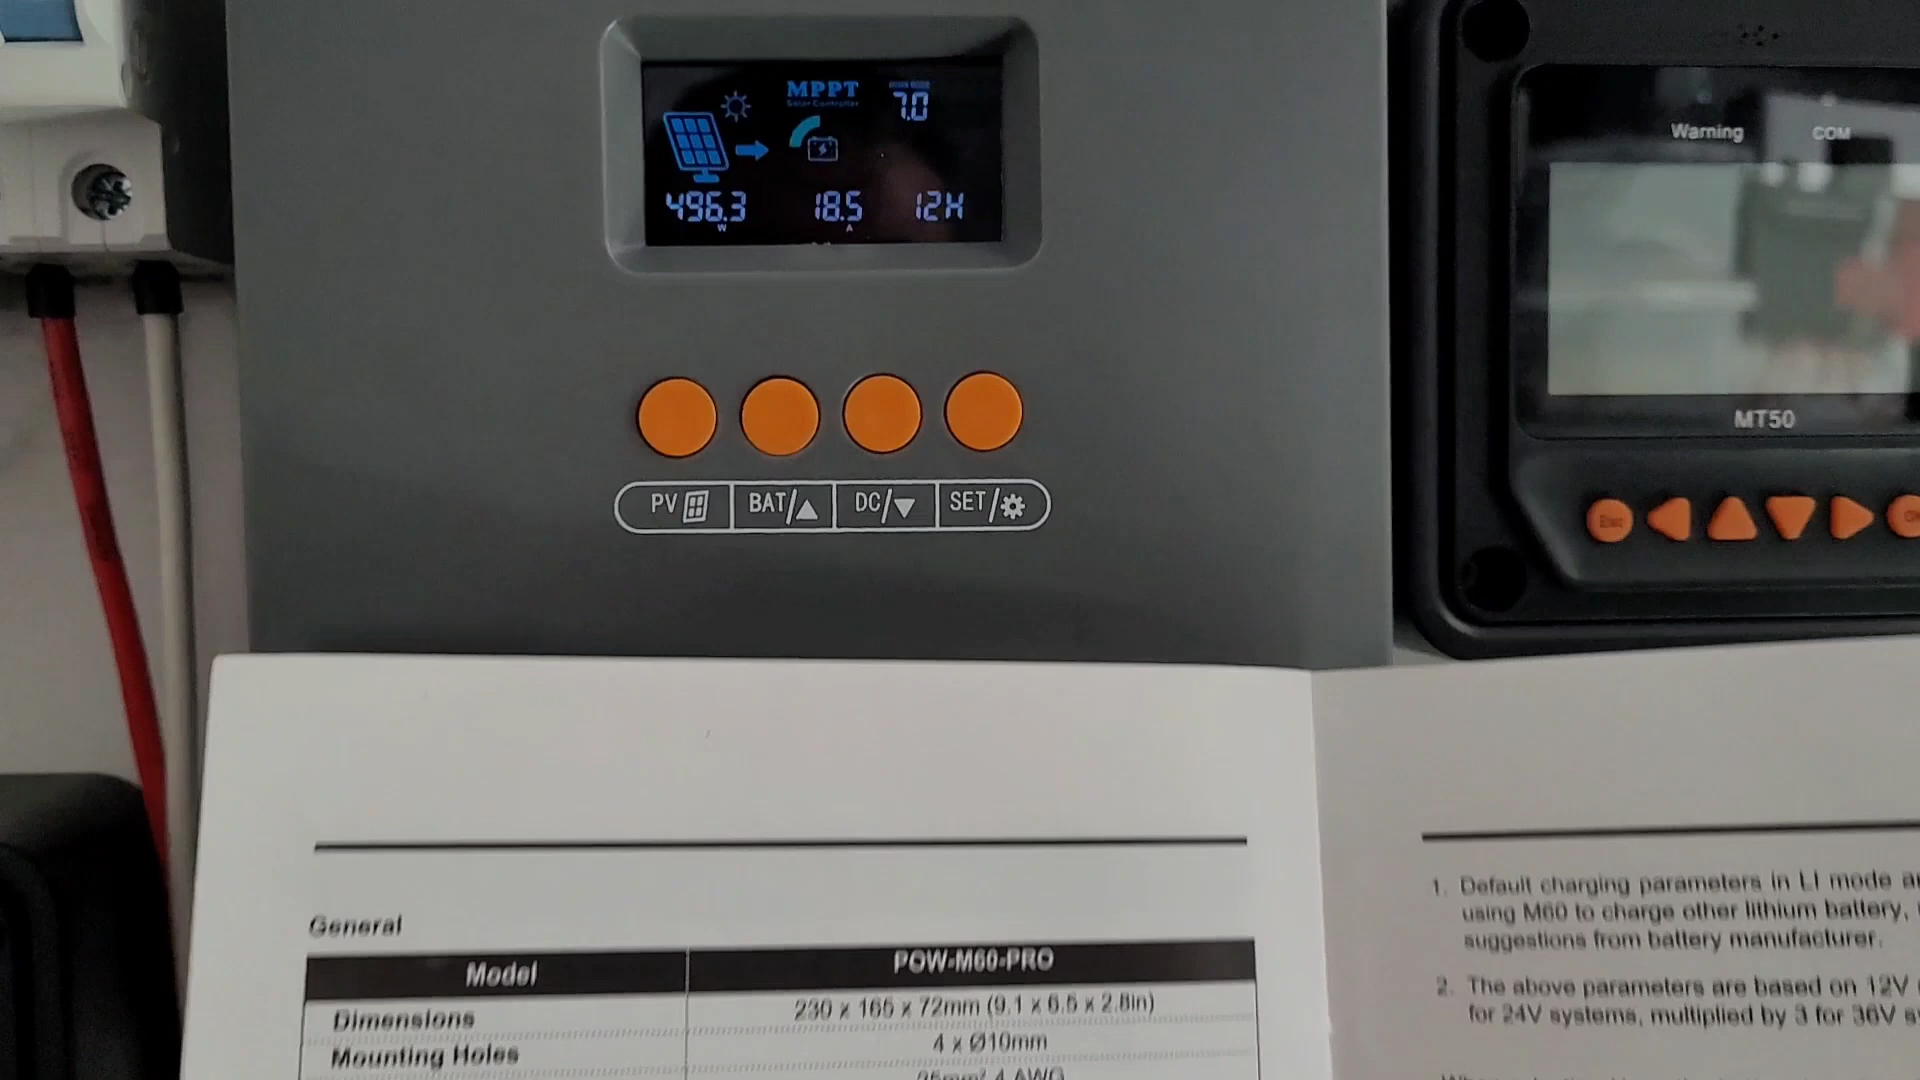 MPPT
Solar Controller
7.0
496.3
W
18.5
A
12H
PV
BAT/
DC/
SET/
Warning
COM
MT50
Esc
General
Model
POW-M60-PRO
Dimensions
230 x 165 x 72mm (9.1 x 6.5 x 2.8in)
Mounting Holes
4 x Ø10mm
1. Default charging parameters in LI mode
using M60 to charge other lithium battery,
suggestions from battery manufacturer.
2. The above parameters are based on 12V
for 24V systems, multiplied by 3 for 36V